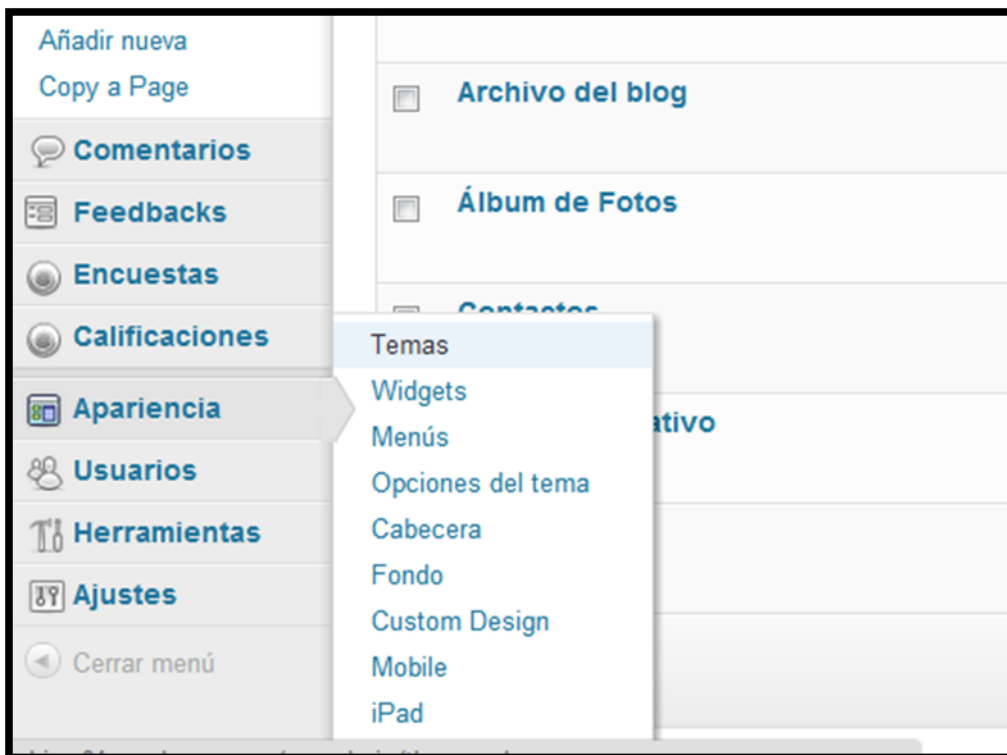 Añadir nueva
Copy a Page
Comentarios
Feedbacks
Encuestas
Calificaciones
Apariencia
Usuarios
Herramientas
Ajustes
Cerrar menú
Archivo del blog
Álbum de Fotos
Contactos
Temas
Widgets
Menús
Opciones del tema
Cabecera
Fondo
Custom Design
Mobile
iPad